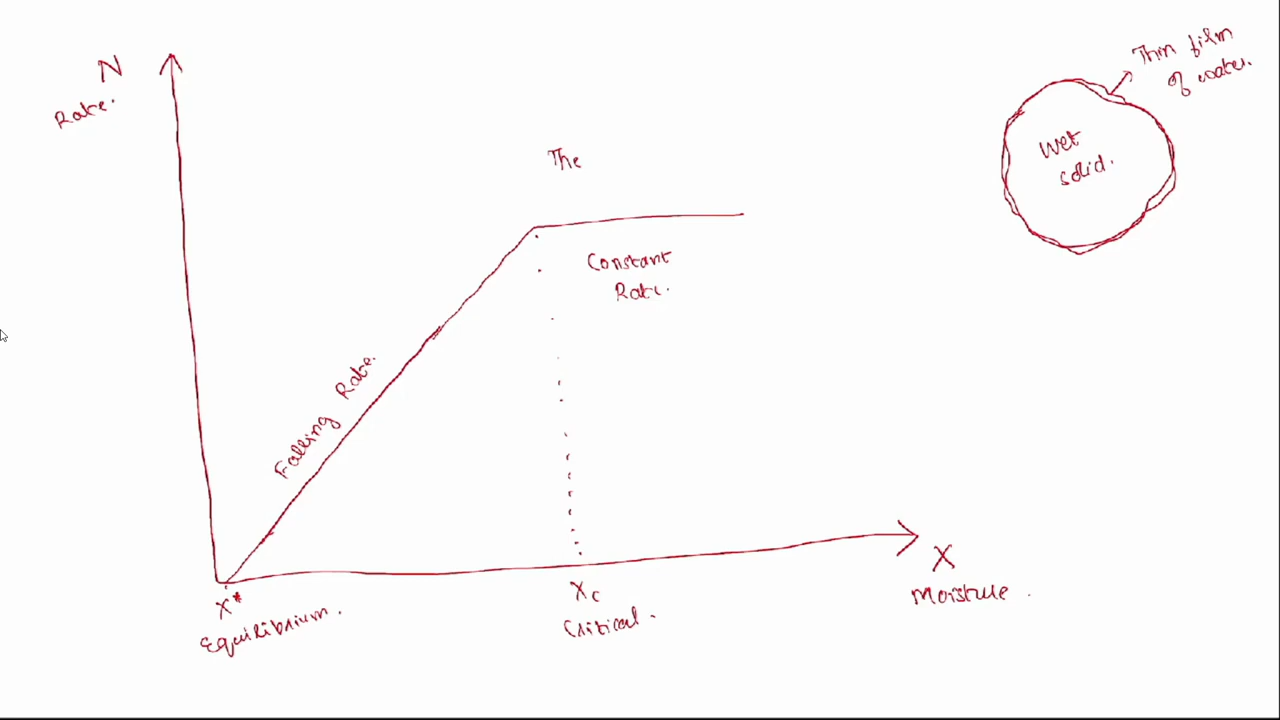 N
Rate.
Thin film
of water.
Wet
solid.
The
Constant
Rate.
Falling Rate.
X
Moisture.
X*
Equilibrium.
Xc
Critical.